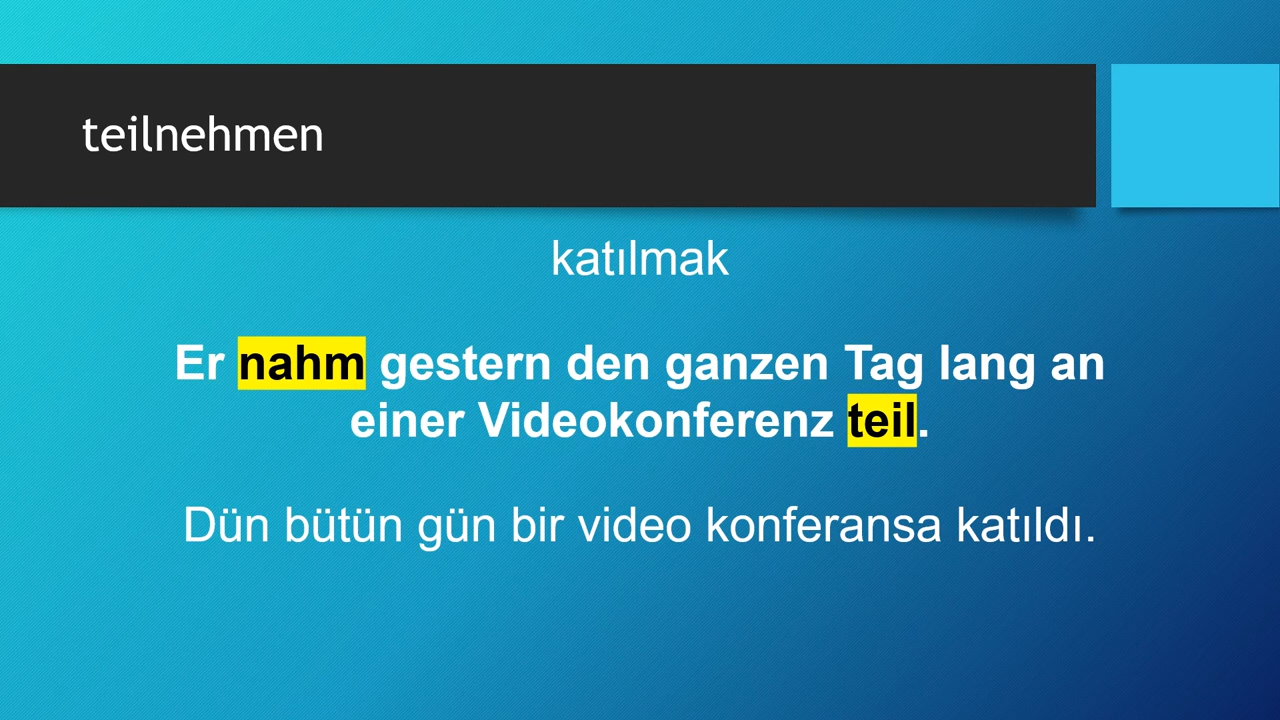 teilnehmen
katılmak
Er nahm gestern den ganzen Tag lang an
einer Videokonferenz teil.
Dün bütün gün bir video konferansa katıldı.